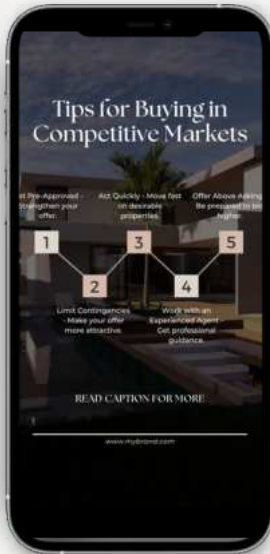 Tips for Buying in
Competitive Markets
et Pre-Approved -
Strengthen your
offer.
Act Quickly - Move fast
on desirable
properties.
Offer Above Asking
Be prepared to bid
higher.
1
3
5
2
4
Limit Contingencies
- Make your offer
more attractive.
Work with an
Experienced Agent -
Get professional
guidance.
READ CAPTION FOR MORE
www.mybrand.com